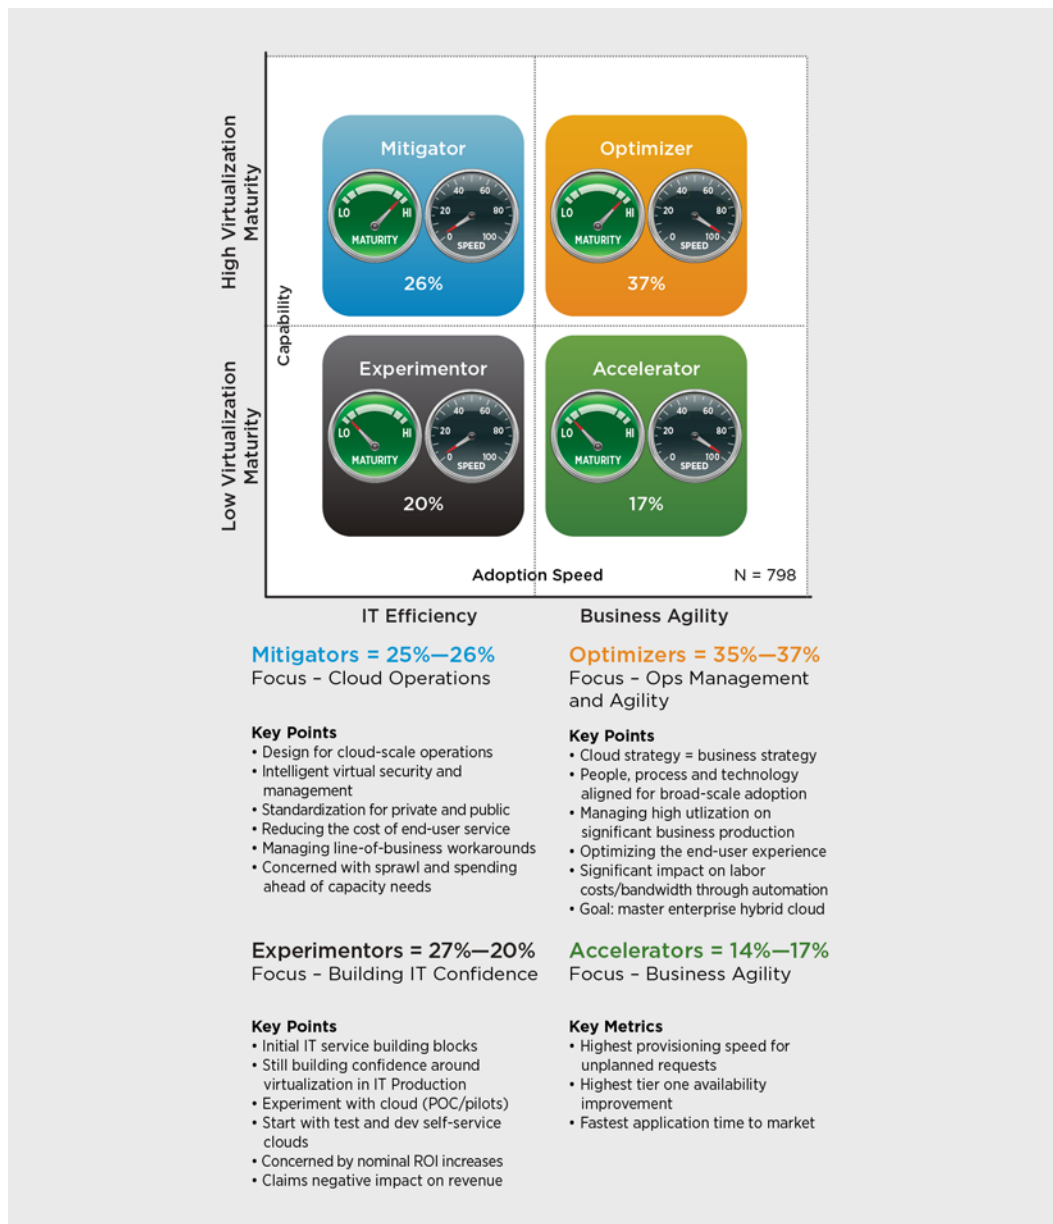 High Virtualization
Maturity
Low Virtualization
Maturity
Capability
Mitigator
LO
HI
MATURITY
0
20
40
60
80
100
SPEED
26%
Optimizer
LO
HI
MATURITY
0
20
40
60
80
100
SPEED
37%
Experimentor
LO
HI
MATURITY
0
20
40
60
80
100
SPEED
20%
Accelerator
LO
HI
MATURITY
0
20
40
60
80
100
SPEED
17%
Adoption Speed
N = 798
IT Efficiency
Business Agility
Mitigators = 25%—26%
Focus – Cloud Operations
Key Points
• Design for cloud-scale operations
• Intelligent virtual security and
management
• Standardization for private and public
• Reducing the cost of end-user service
• Managing line-of-business workarounds
• Concerned with sprawl and spending
ahead of capacity needs
Optimizers = 35%—37%
Focus – Ops Management
and Agility
Key Points
• Cloud strategy = business strategy
• People, process and technology
aligned for broad-scale adoption
• Managing high utlization on
significant business production
• Optimizing the end-user experience
• Significant impact on labor
costs/bandwidth through automation
• Goal: master enterprise hybrid cloud
Experimentors = 27%—20%
Focus – Building IT Confidence
Key Points
• Initial IT service building blocks
• Still building confidence around
virtualization in IT Production
• Experiment with cloud (POC/pilots)
• Start with test and dev self-service
clouds
• Concerned by nominal ROI increases
• Claims negative impact on revenue
Accelerators = 14%—17%
Focus – Business Agility
Key Metrics
• Highest provisioning speed for
unplanned requests
• Highest tier one availability
improvement
• Fastest application time to market